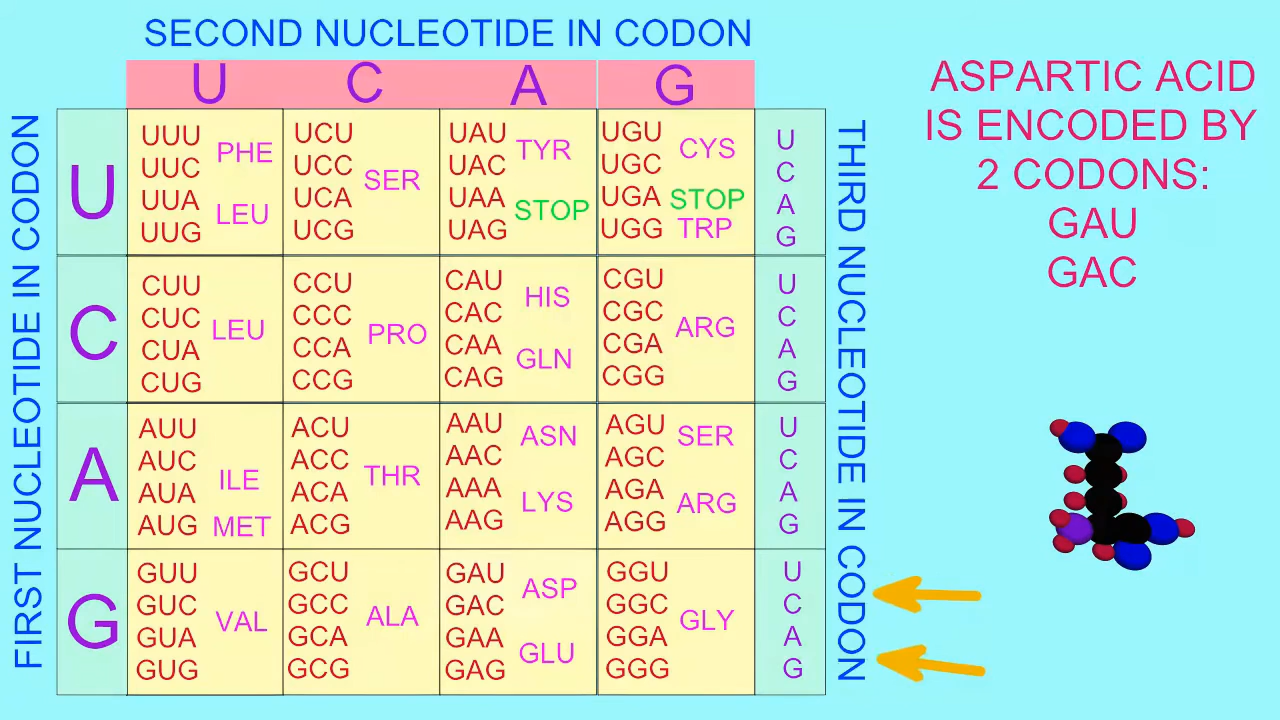 SECOND NUCLEOTIDE IN CODON
U C A G
FIRST NUCLEOTIDE IN CODON
U
UUU
UUC
UUA
UUG
PHE
LEU
UCU
UCC
UCA
UCG
SER
UAU
UAC
UAA
UAG
TYR
STOP
UGU
UGC
UGA
UGG
CYS
STOP
TRP
U
C
A
G
C
CUU
CUC
CUA
CUG
LEU
CCU
CCC
CCA
CCG
PRO
CAU
CAC
CAA
CAG
HIS
GLN
CGU
CGC
CGA
CGG
ARG
U
C
A
G
A
AUU
AUC
AUA
AUG
ILE
MET
ACU
ACC
ACA
ACG
THR
AAU
AAC
AAA
AAG
ASN
LYS
AGU
AGC
AGA
AGG
SER
ARG
U
C
A
G
G
GUU
GUC
GUA
GUG
VAL
GCU
GCC
GCA
GCG
ALA
GAU
GAC
GAA
GAG
ASP
GLU
GGU
GGC
GGA
GGG
GLY
U
C
A
G
THIRD NUCLEOTIDE IN CODON
ASPARTIC ACID
IS ENCODED BY
2 CODONS:
GAU
GAC